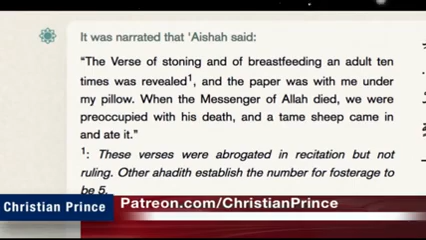 It was narrated that 'Aishah said:
“The Verse of stoning and of breastfeeding an adult ten
times was revealed¹, and the paper was with me under
my pillow. When the Messenger of Allah died, we were
preoccupied with his death, and a tame sheep came in
and ate it.”
¹: These verses were abrogated in recitation but not
ruling. Other ahadith establish the number for fosterage to
be 5.
Christian Prince
Patreon.com/ChristianPrince